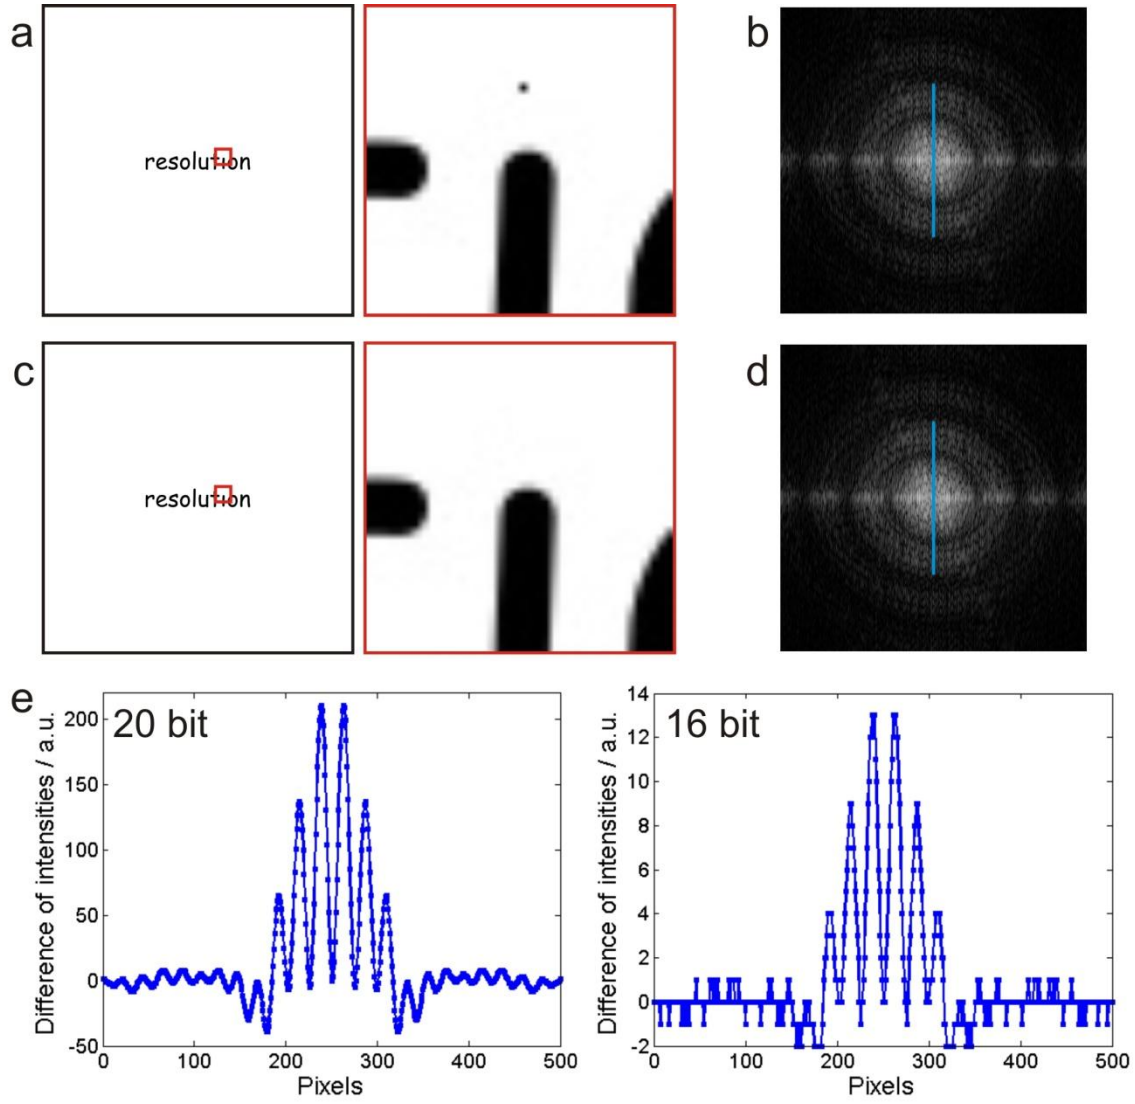 a
resolution
b
c
resolution
d
e
20 bit
Difference of intensities / a.u.
200
150
100
50
0
-50
0 100 200 300 400 500
Pixels
16 bit
Difference of intensities / a.u.
14
12
10
8
6
4
2
0
-2
0 100 200 300 400 500
Pixels